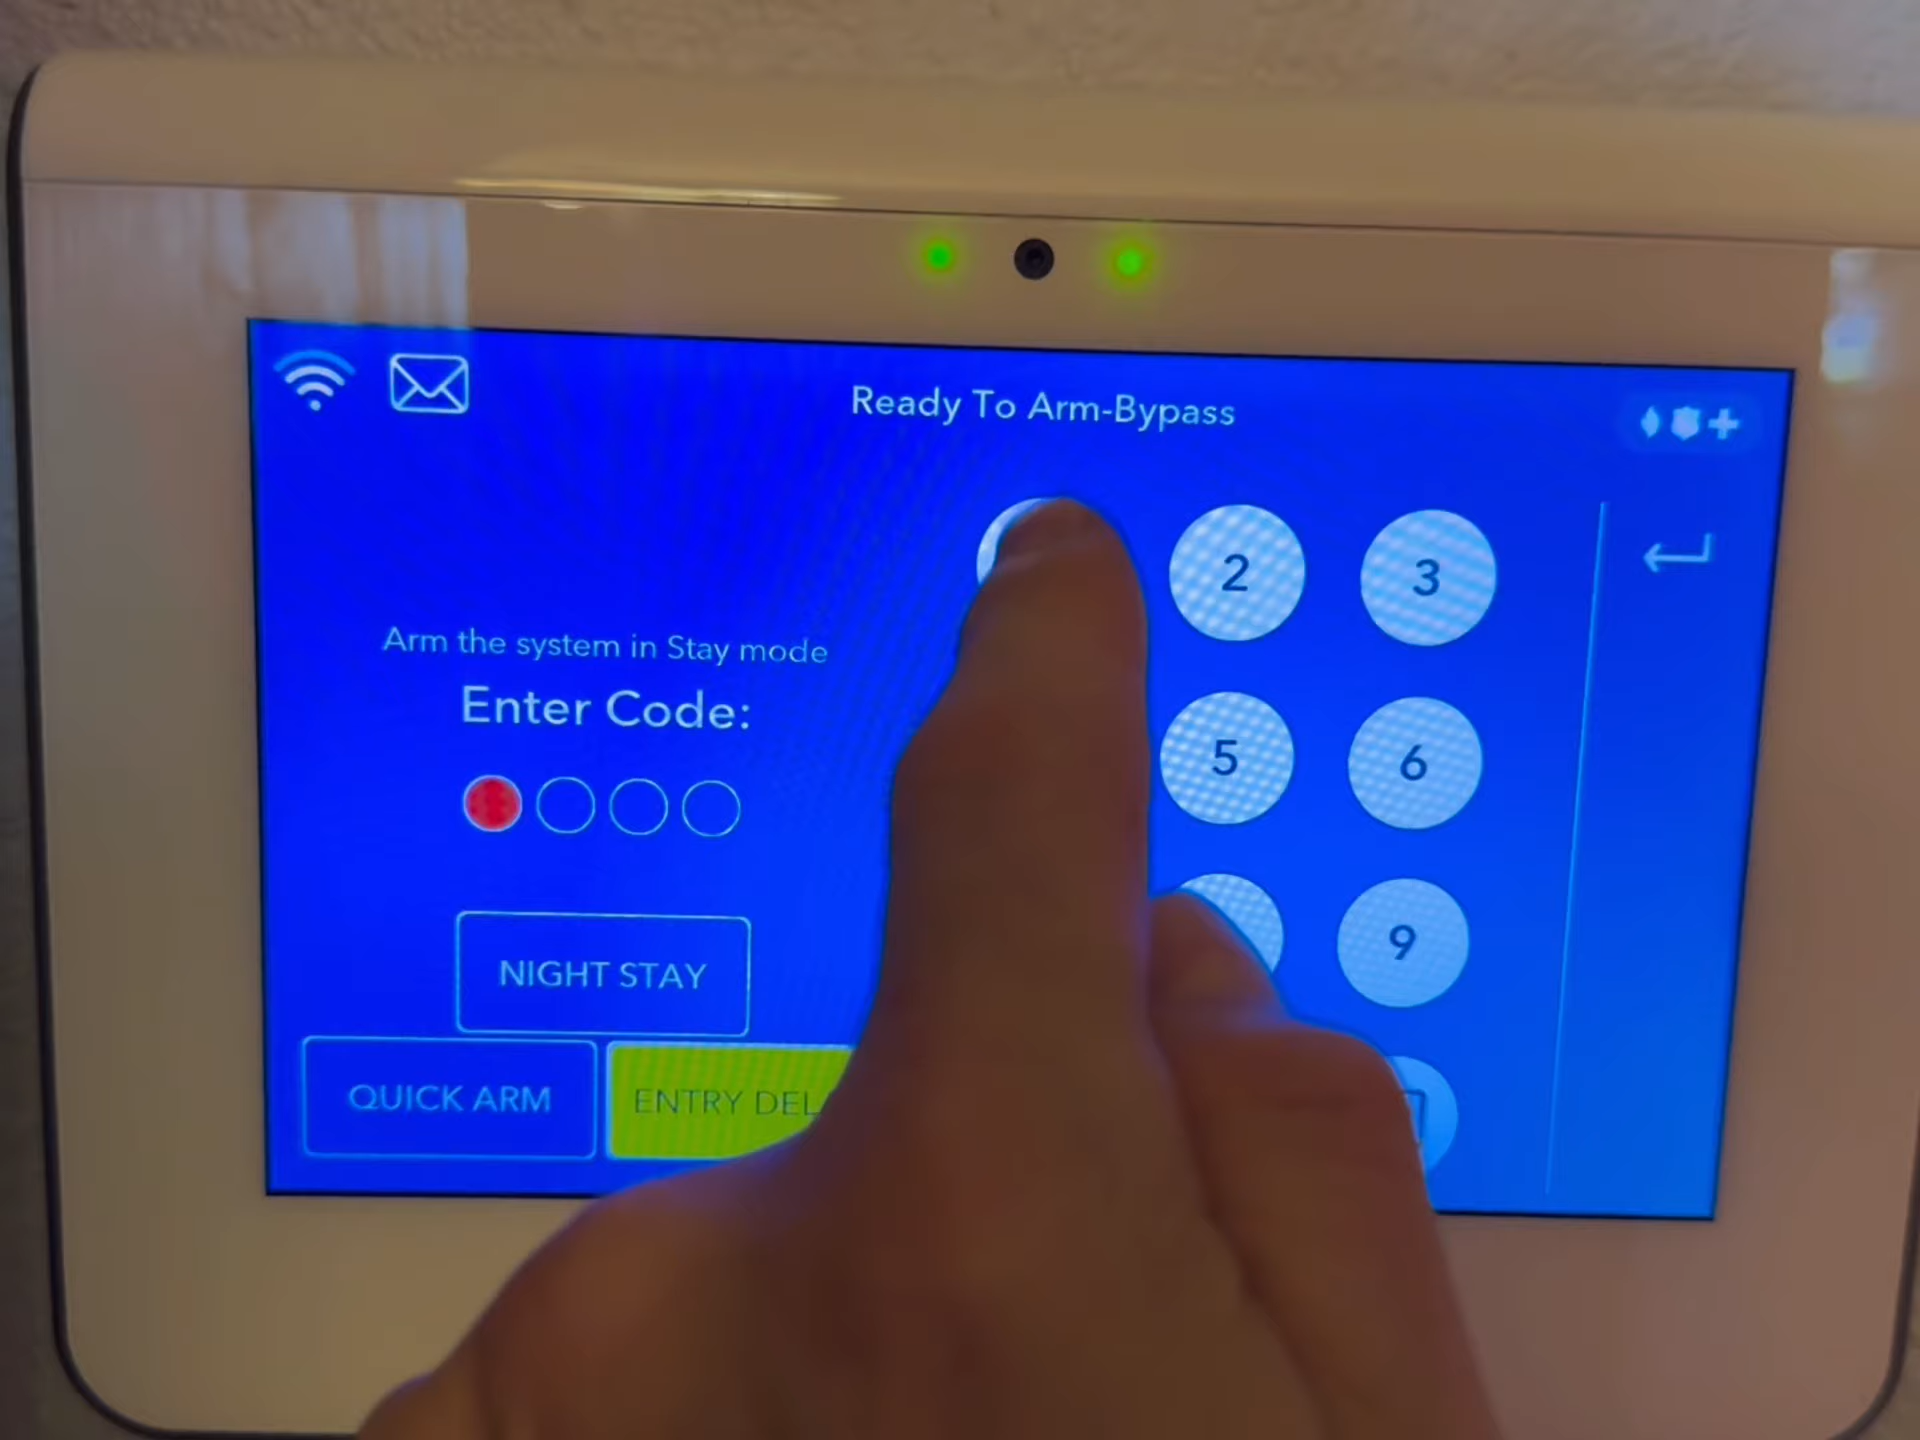 Ready To Arm-Bypass
2
3
Arm the system in Stay mode
Enter Code:
5
6
NIGHT STAY
9
QUICK ARM
ENTRY